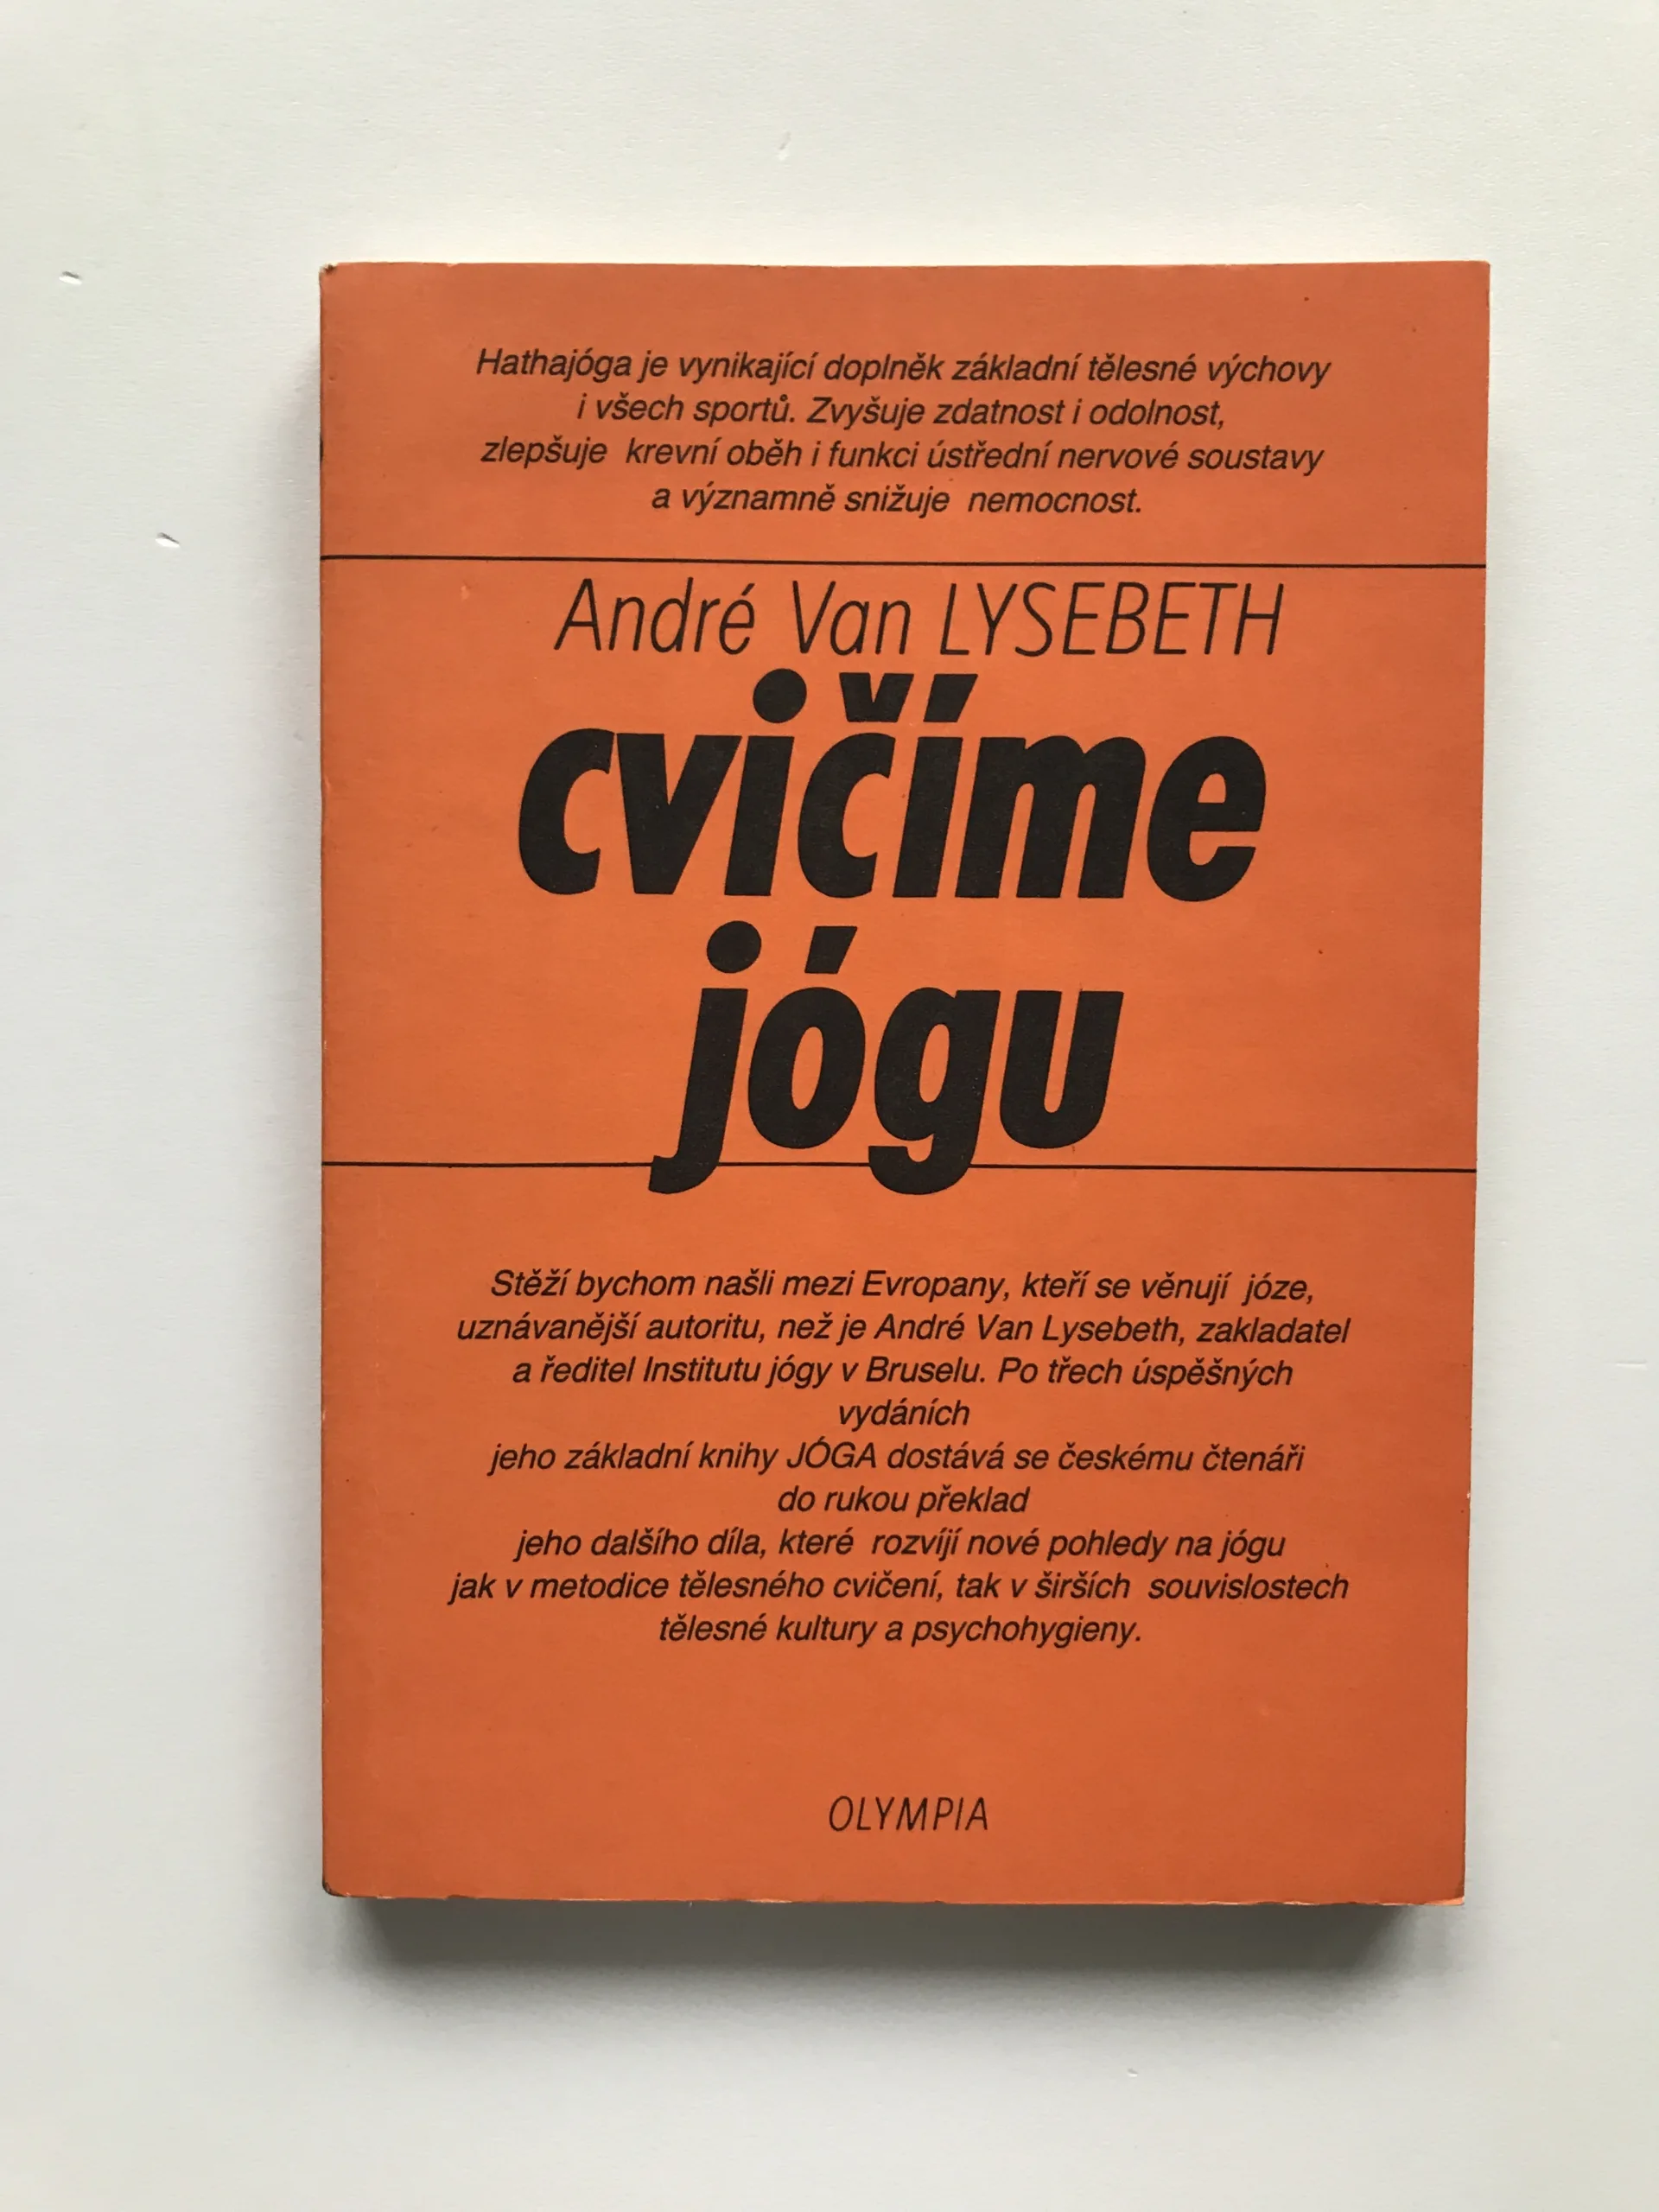 Hathajóga je vynikající doplněk základní tělesné výchovy
i všech sportů. Zvyšuje zdatnost i odolnost,
zlepšuje krevní oběh i funkci ústřední nervové soustavy
a významně snižuje nemocnost.
André Van LYSEBETH
cvičíme
jógu
Stěží bychom našli mezi Evropany, kteří se věnují józe,
uznávanější autoritu, než je André Van Lysebeth, zakladatel
a ředitel Institutu jógy v Bruselu. Po třech úspěšných
vydáních
jeho základní knihy JÓGA dostává se českému čtenáři
do rukou překlad
jeho dalšího díla, které rozvíjí nové pohledy na jógu
jak v metodice tělesného cvičení, tak v širších souvislostech
tělesné kultury a psychohygieny.
OLYMPIA